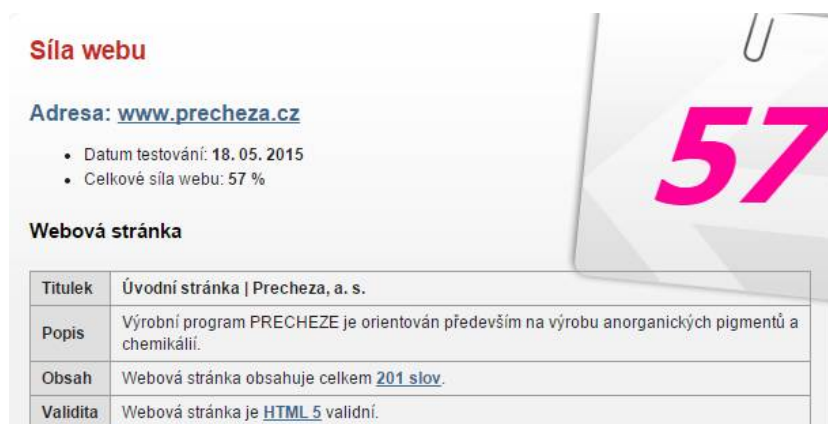 Síla webu
57
Adresa: www.precheza.cz
Datum testování: 18. 05. 2015
Celkové síla webu: 57 %
Webová stránka
Titulek Úvodní stránka | Precheza, a. s.
Popis Výrobní program PRECHEZE je orientován především na výrobu anorganických pigmentů a
chemikálií.
Obsah Webová stránka obsahuje celkem 201 slov.
Validita Webová stránka je HTML 5 validní.